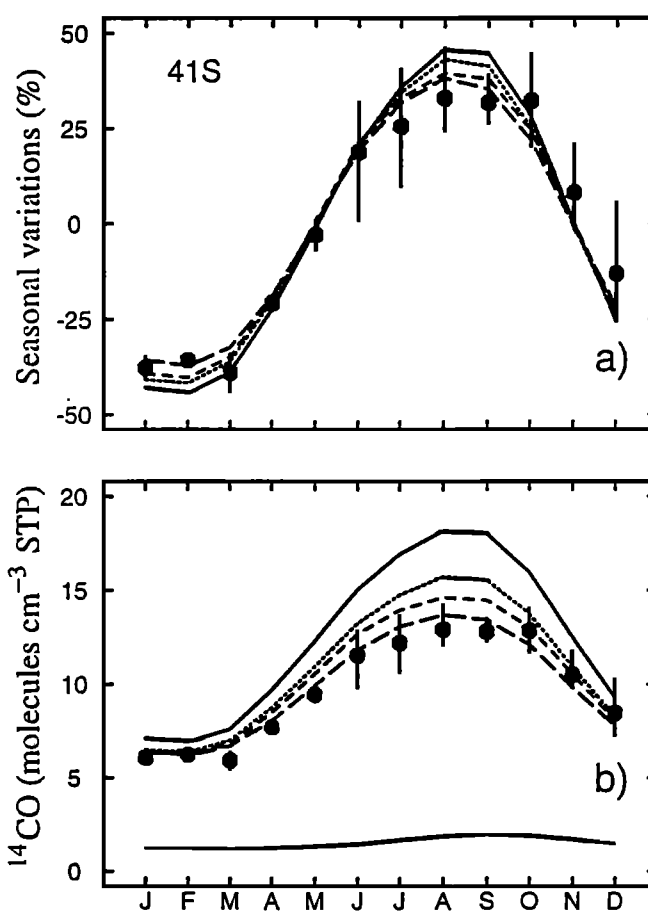 50
25
0
-25
-50
Seasonal variations (%)
41S
a)
20
15
10
5
0
¹⁴CO (molecules cm⁻³ STP)
b)
J F M A M J J A S O N D